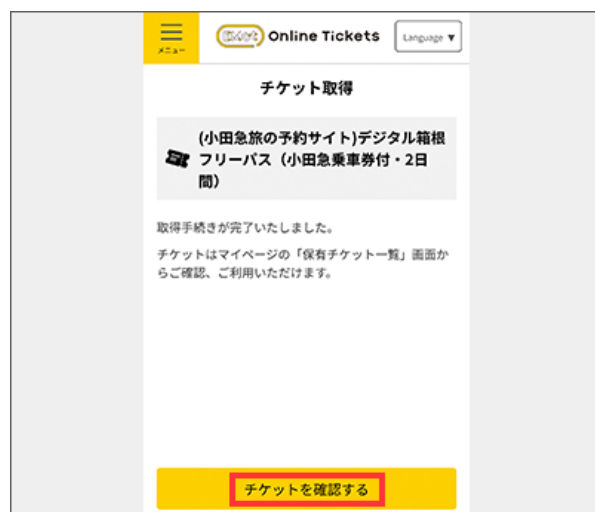 メニュー
EMot Online Tickets
Language ▼
チケット取得
(小田急旅の予約サイト)デジタル箱根
フリーパス（小田急乗車券付・2日
間）
取得手続きが完了いたしました。
チケットはマイページの「保有チケット一覧」画面か
らご確認、ご利用いただけます。
チケットを確認する